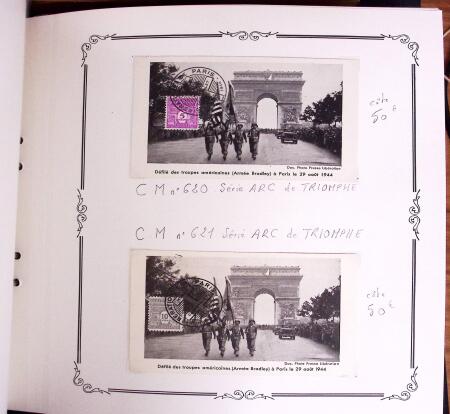 PARIS
5
Doc. Photo Presse Libération
Défilé des troupes américaines (Armée Bradley) à Paris le 29 août 1944
côte
50 €
C M n° 620 Série ARC de TRIOMPHE
C M n° 621 Série ARC de TRIOMPHE
10
Doc. Photo Presse Libération
Défilé des troupes américaines (Armée Bradley) à Paris le 29 août 1944
côte
50 €